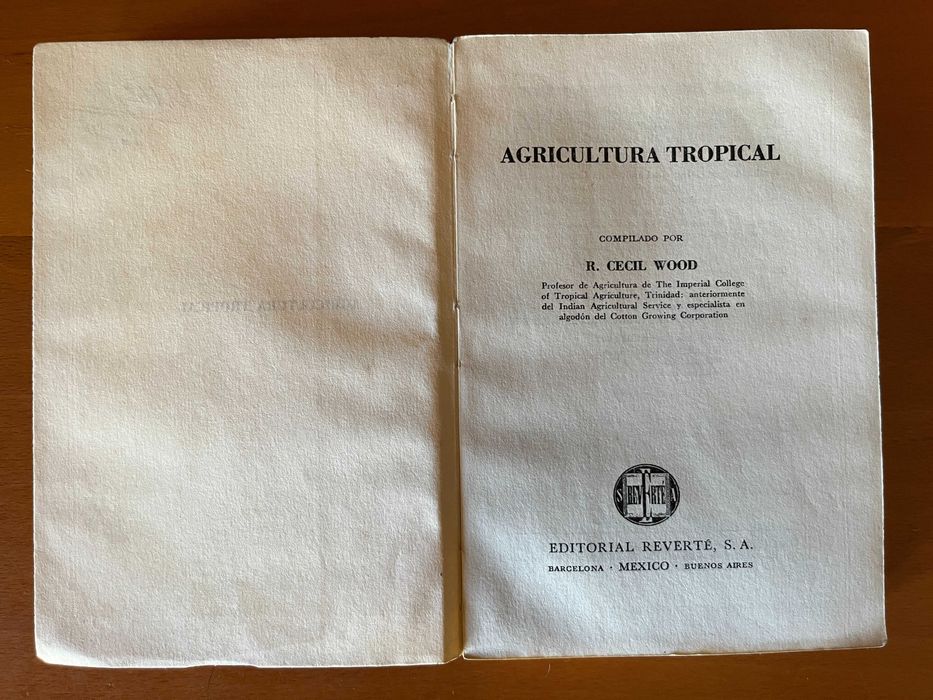 AGRICULTURA TROPICAL
COMPILADO POR
R. CECIL WOOD
Profesor de Agricultura de The Imperial College
of Tropical Agriculture, Trinidad: anteriormente
del Indian Agricultural Service y especialista en
algodón del Cotton Growing Corporation
S REVERTÉ A
EDITORIAL REVERTÉ, S. A.
BARCELONA · MEXICO · BUENOS AIRES